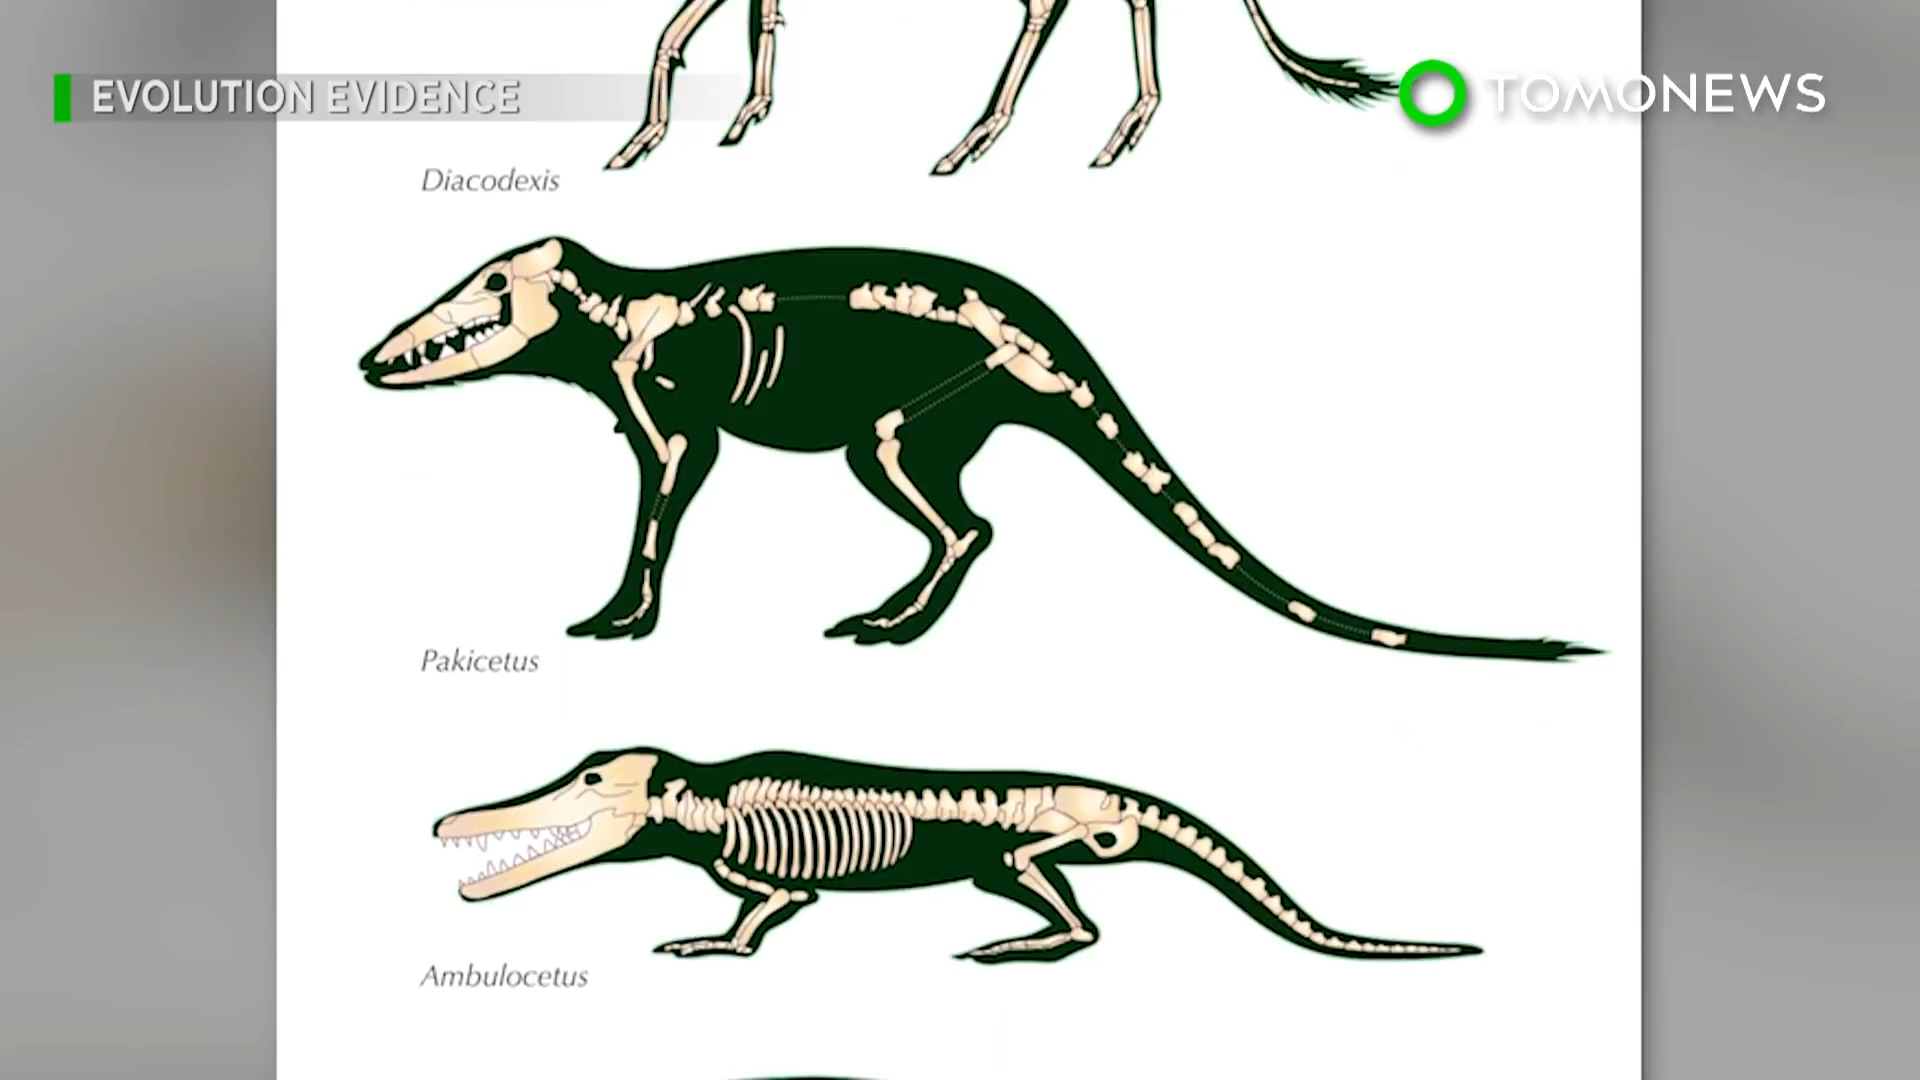 EVOLUTION EVIDENCE
TOMONEWS
Diacodexis
Pakicetus
Ambulocetus